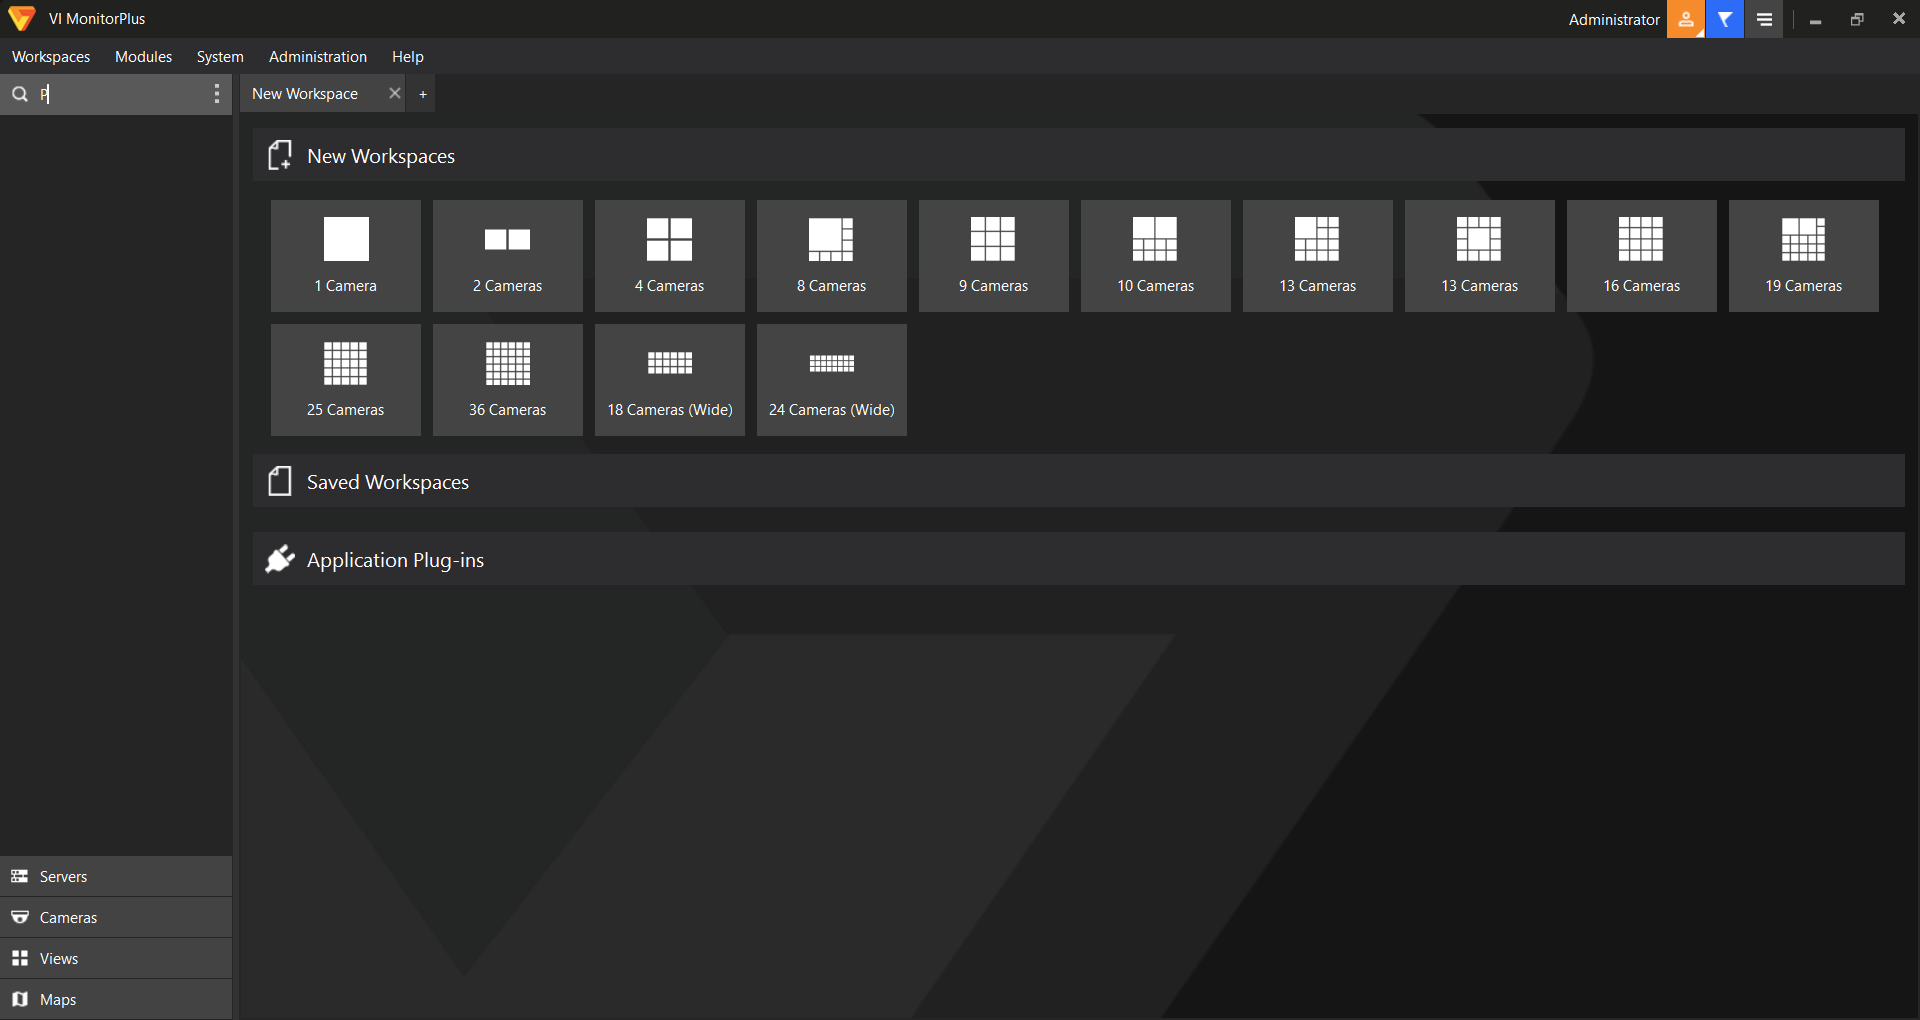 VI MonitorPlus
Administrator
Workspaces Modules System Administration Help
P
New Workspace +
New Workspaces
1 Camera 2 Cameras 4 Cameras 8 Cameras 9 Cameras 10 Cameras 13 Cameras 13 Cameras 16 Cameras 19 Cameras
25 Cameras 36 Cameras 18 Cameras (Wide) 24 Cameras (Wide)
Saved Workspaces
Application Plug-ins
Servers
Cameras
Views
Maps